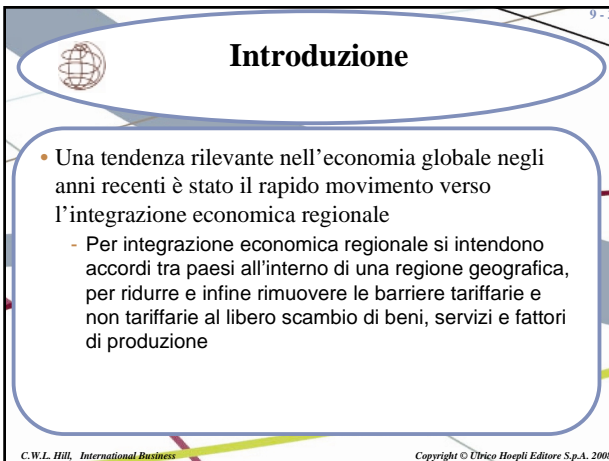 9 -
Introduzione
• Una tendenza rilevante nell'economia globale negli
anni recenti è stato il rapido movimento verso
l'integrazione economica regionale
- Per integrazione economica regionale si intendono
accordi tra paesi all'interno di una regione geografica,
per ridurre e infine rimuovere le barriere tariffarie e
non tariffarie al libero scambio di beni, servizi e fattori
di produzione
C.W.L. Hill, International Business
Copyright © Ulrico Hoepli Editore S.p.A.